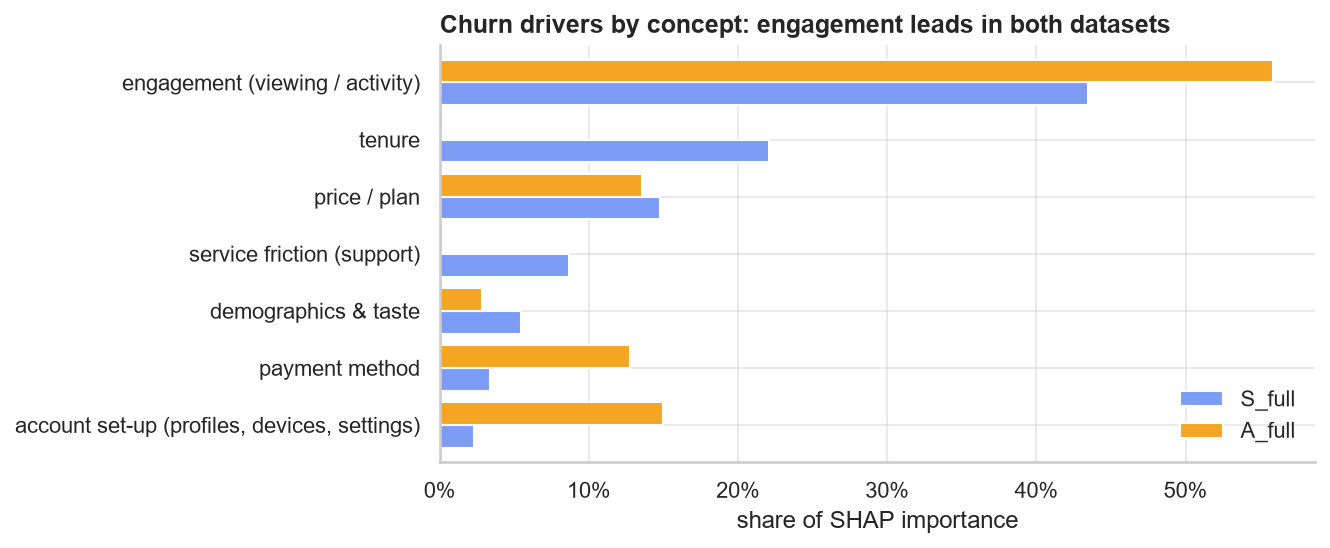 Churn drivers by concept: engagement leads in both datasets
engagement (viewing / activity)
tenure
price / plan
service friction (support)
demographics & taste
payment method
account set-up (profiles, devices, settings)
S_full
A_full
0% 10% 20% 30% 40% 50%
share of SHAP importance